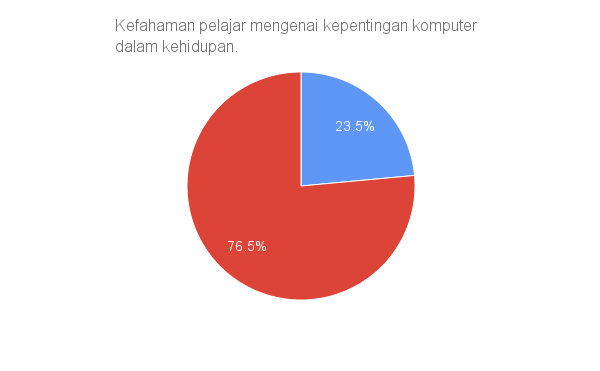 Kefahaman pelajar mengenai kepentingan komputer
dalam kehidupan.
23.5%
76.5%